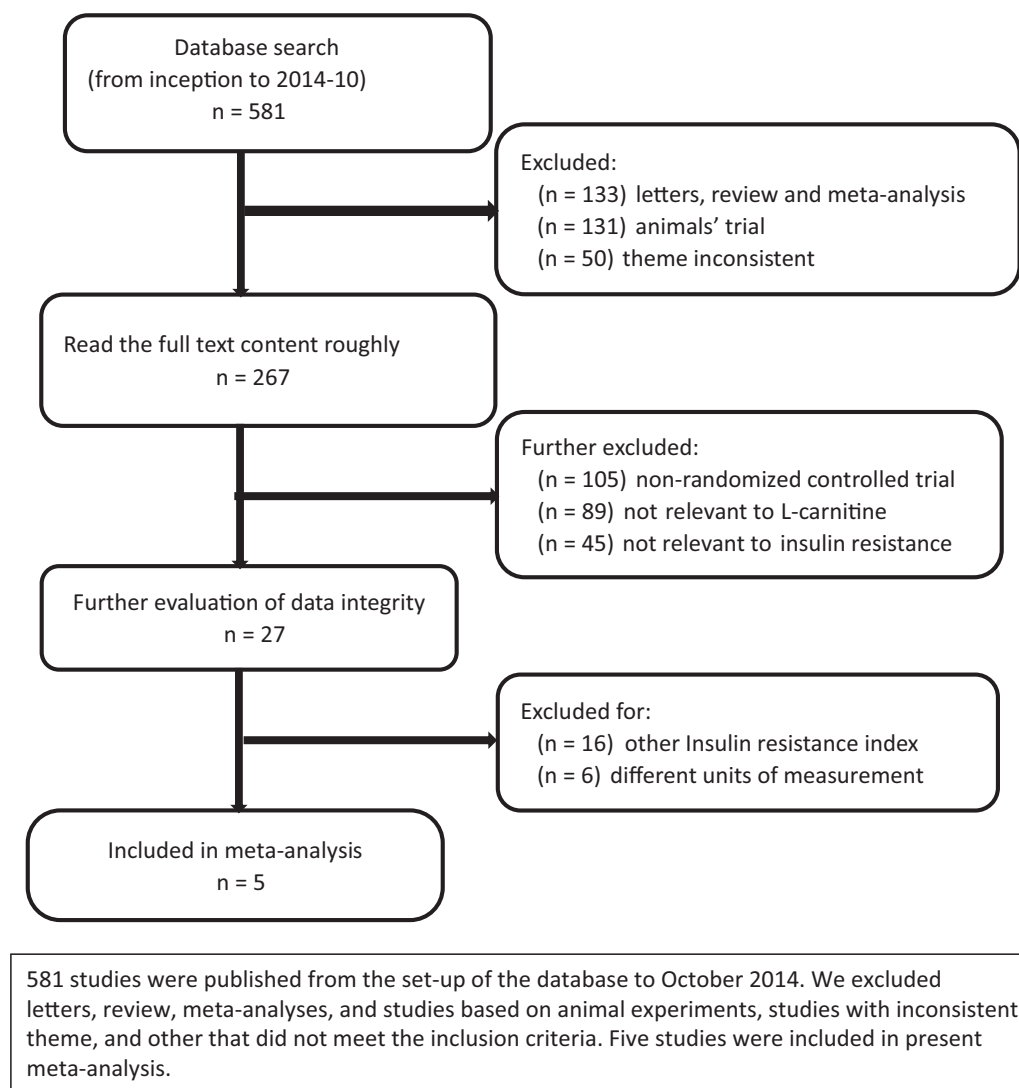 Database search
(from inception to 2014-10)
n = 581
Excluded:
(n = 133) letters, review and meta-analysis
(n = 131) animals’ trial
(n = 50) theme inconsistent
Read the full text content roughly
n = 267
Further excluded:
(n = 105) non-randomized controlled trial
(n = 89) not relevant to L-carnitine
(n = 45) not relevant to insulin resistance
Further evaluation of data integrity
n = 27
Excluded for:
(n = 16) other Insulin resistance index
(n = 6) different units of measurement
Included in meta-analysis
n = 5
581 studies were published from the set-up of the database to October 2014. We excluded
letters, review, meta-analyses, and studies based on animal experiments, studies with inconsistent
theme, and other that did not meet the inclusion criteria. Five studies were included in present
meta-analysis.